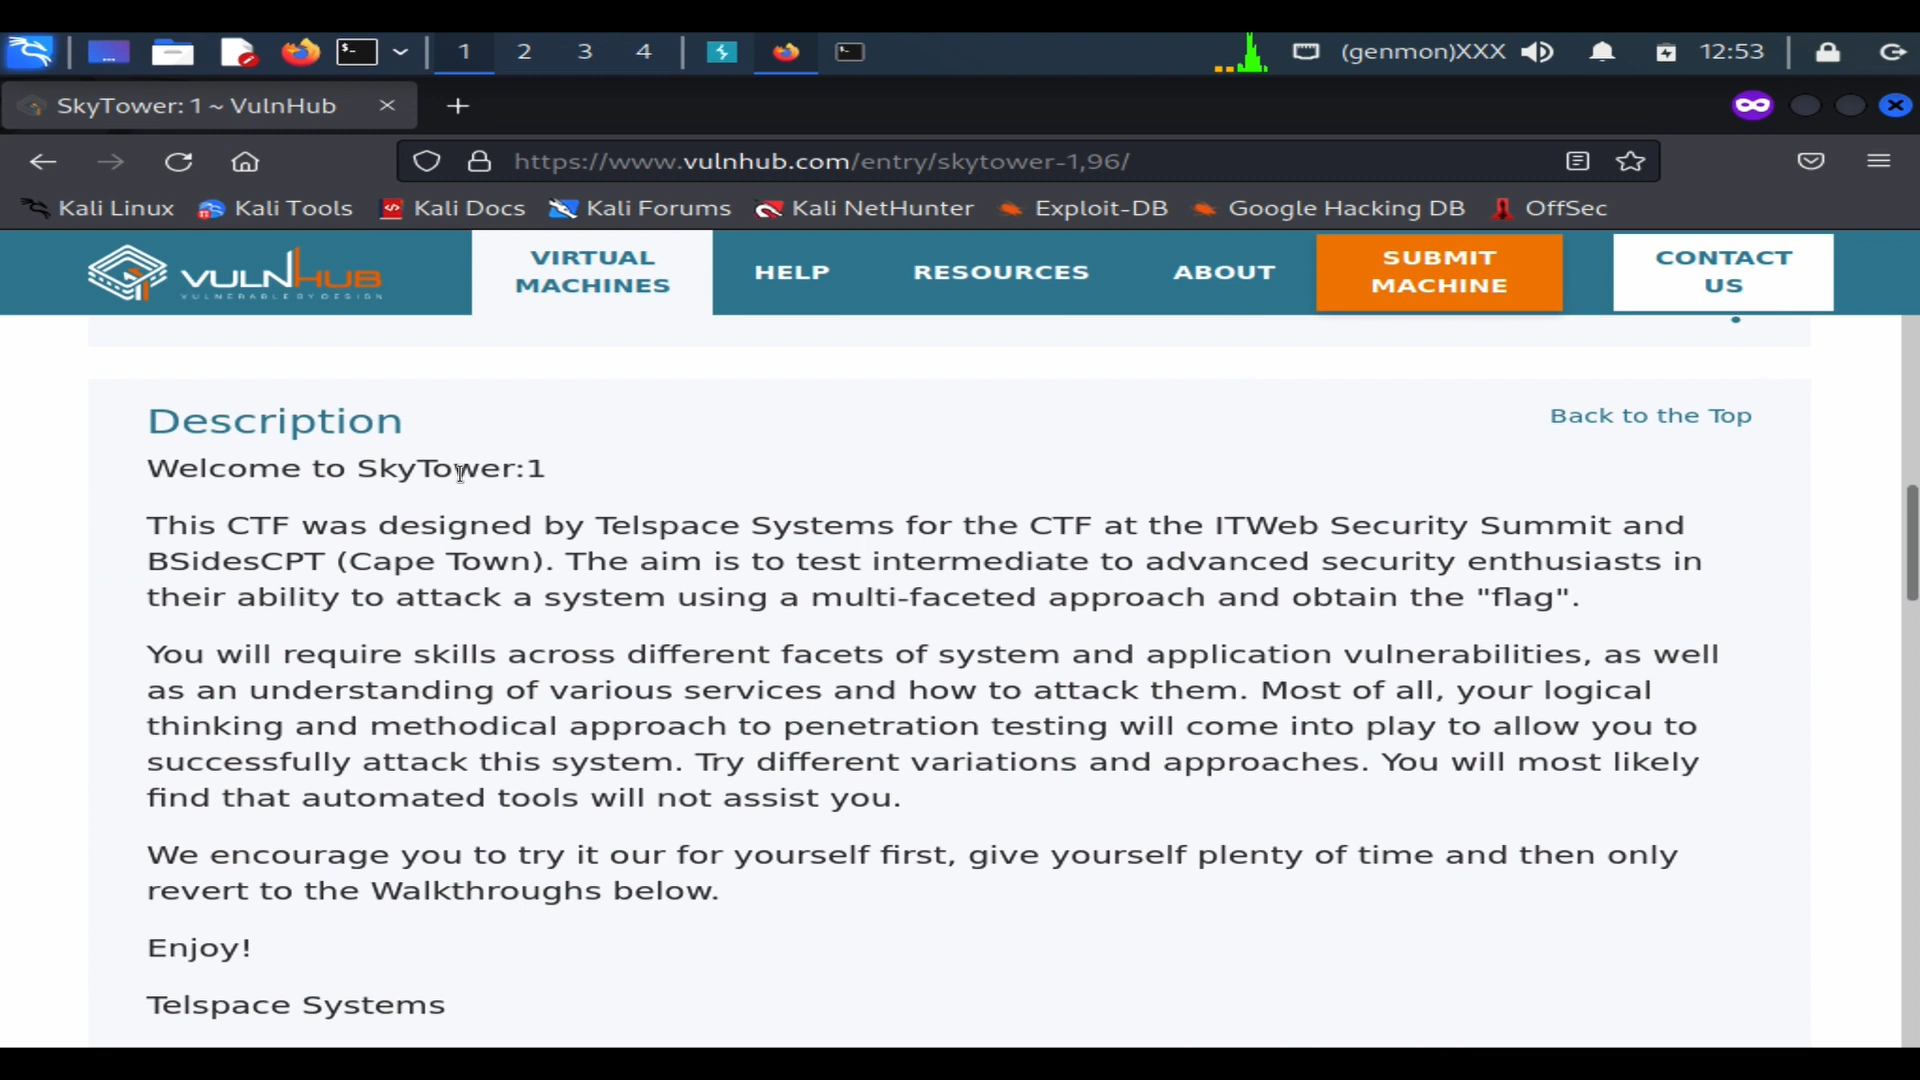 1 2 3 4 (genmon)XXX 12:53
SkyTower: 1 ~ VulnHub
https://www.vulnhub.com/entry/skytower-1,96/
Kali Linux Kali Tools Kali Docs Kali Forums Kali NetHunter Exploit-DB Google Hacking DB OffSec
VULNHUB
VULNERABLE BY DESIGN
VIRTUAL
MACHINES
HELP
RESOURCES
ABOUT
SUBMIT
MACHINE
CONTACT
US
Description
Back to the Top
Welcome to SkyTower:1
This CTF was designed by Telspace Systems for the CTF at the ITWeb Security Summit and
BSidesCPT (Cape Town). The aim is to test intermediate to advanced security enthusiasts in
their ability to attack a system using a multi-faceted approach and obtain the "flag".
You will require skills across different facets of system and application vulnerabilities, as well
as an understanding of various services and how to attack them. Most of all, your logical
thinking and methodical approach to penetration testing will come into play to allow you to
successfully attack this system. Try different variations and approaches. You will most likely
find that automated tools will not assist you.
We encourage you to try it our for yourself first, give yourself plenty of time and then only
revert to the Walkthroughs below.
Enjoy!
Telspace Systems